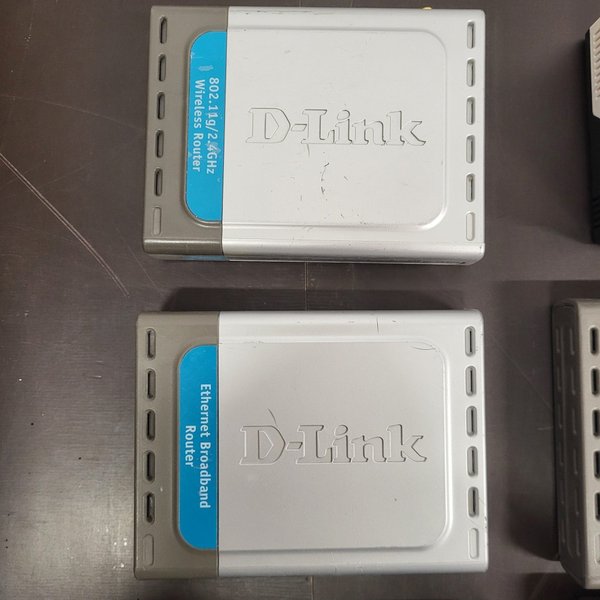 802.11g/2.4GHz
Wireless Router
D-Link
Ethernet Broadband
Router
D-Link